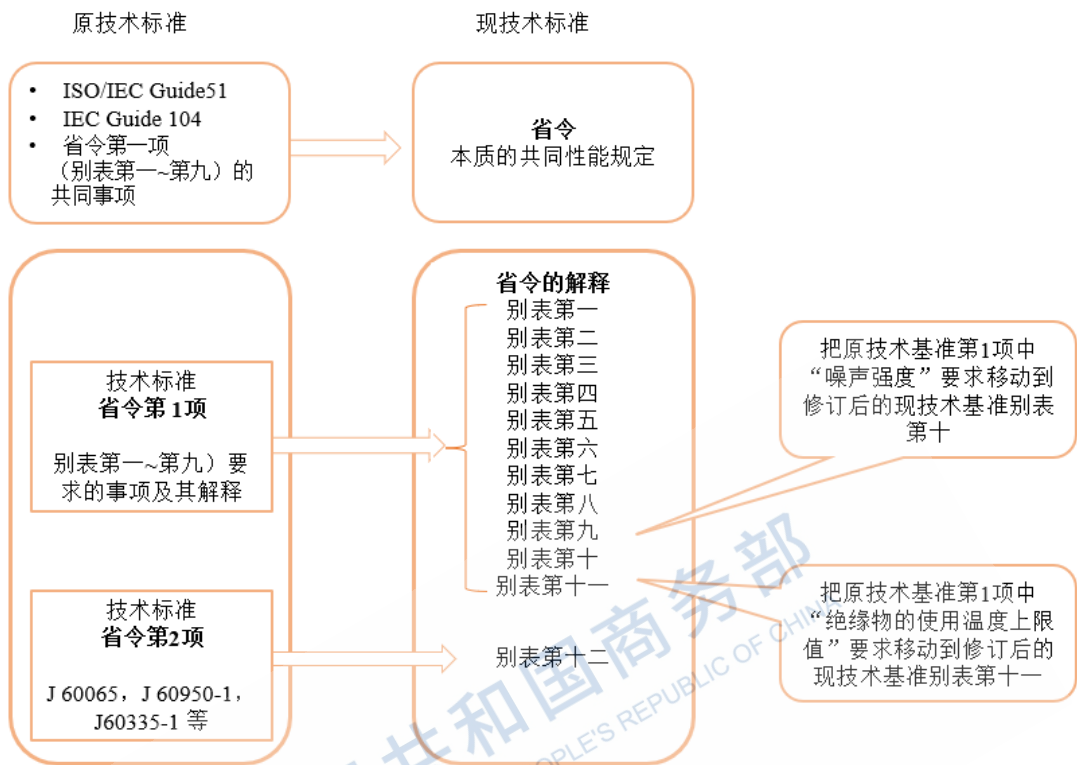 原技术标准
现技术标准
• ISO/IEC Guide51
• IEC Guide 104
• 省令第一项
（别表第一~第九）的
共同事项
省令
本质的共同性能规定
技术标准
省令第1项
别表第一~第九）要
求的事项及其解释
技术标准
省令第2项
J 60065，J 60950-1，
J60335-1 等
省令的解释
别表第一
别表第二
别表第三
别表第四
别表第五
别表第六
别表第七
别表第八
别表第九
别表第十
别表第十一
别表第十二
把原技术基准第1项中
“噪声强度”要求移动到
修订后的现技术基准别表
第十
把原技术基准第1项中
“绝缘物的使用温度上限
值”要求移动到修订后的
现技术基准别表第十一
共和国商务部
OPLE'S REPUBLIC OF CHINA